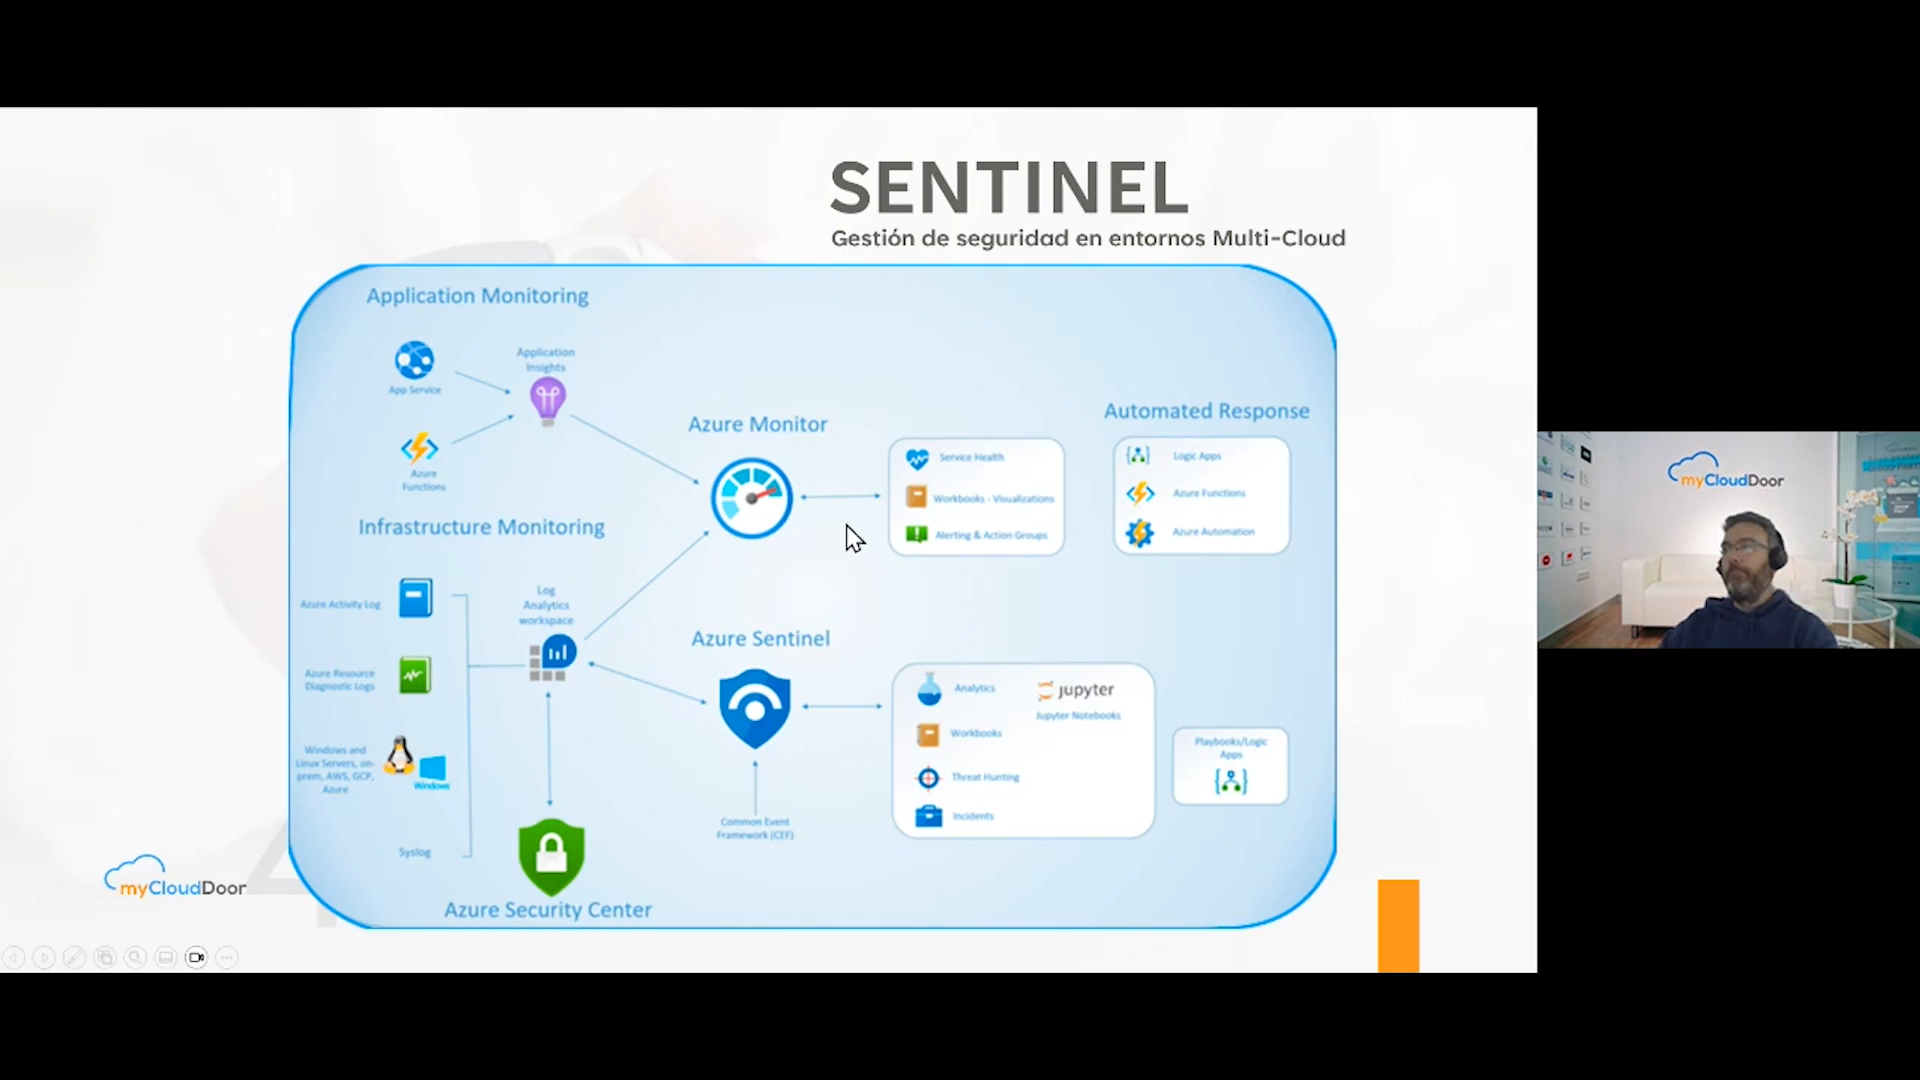 SENTINEL
Gestión de seguridad en entornos Multi-Cloud
Application Monitoring
App Service
Application
Insights
Azure
Functions
Infrastructure Monitoring
Azure Activity Log
Azure Resource
Diagnostic Logs
Windows and
Linux Servers, on-
prem, AWS, GCP,
Azure
Windows
Syslog
Log
Analytics
workspace
Azure Security Center
Azure Monitor
Service Health
Workbooks - Visualizations
Alerting & Action Groups
Automated Response
Logic Apps
Azure Functions
Azure Automation
Azure Sentinel
Common Event
Framework (CEF)
Analytics
jupyter
Jupyter Notebooks
Workbooks
Threat Hunting
Incidents
Playbooks/Logic
Apps
myCloudDoor
myCloudDoor